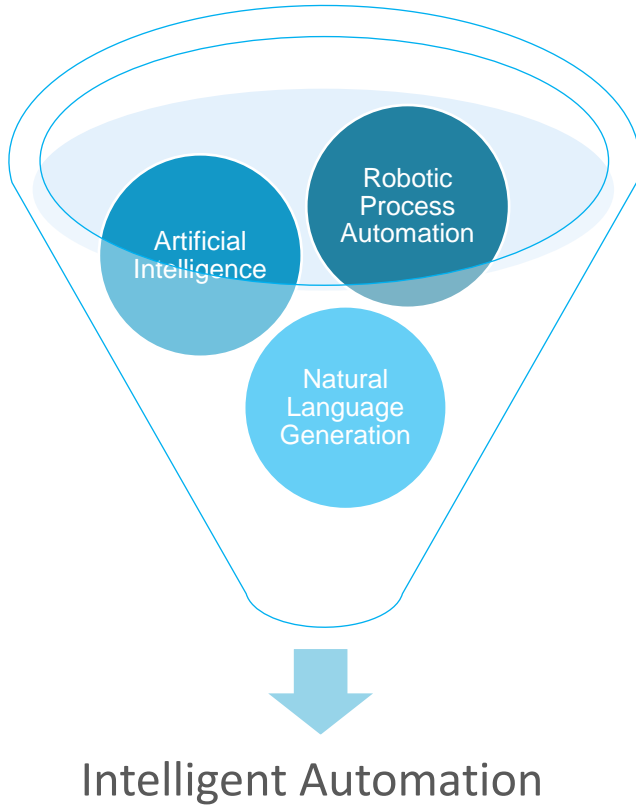 Robotic
Process
Automation
Artificial
Intelligence
Natural
Language
Generation
Intelligent Automation